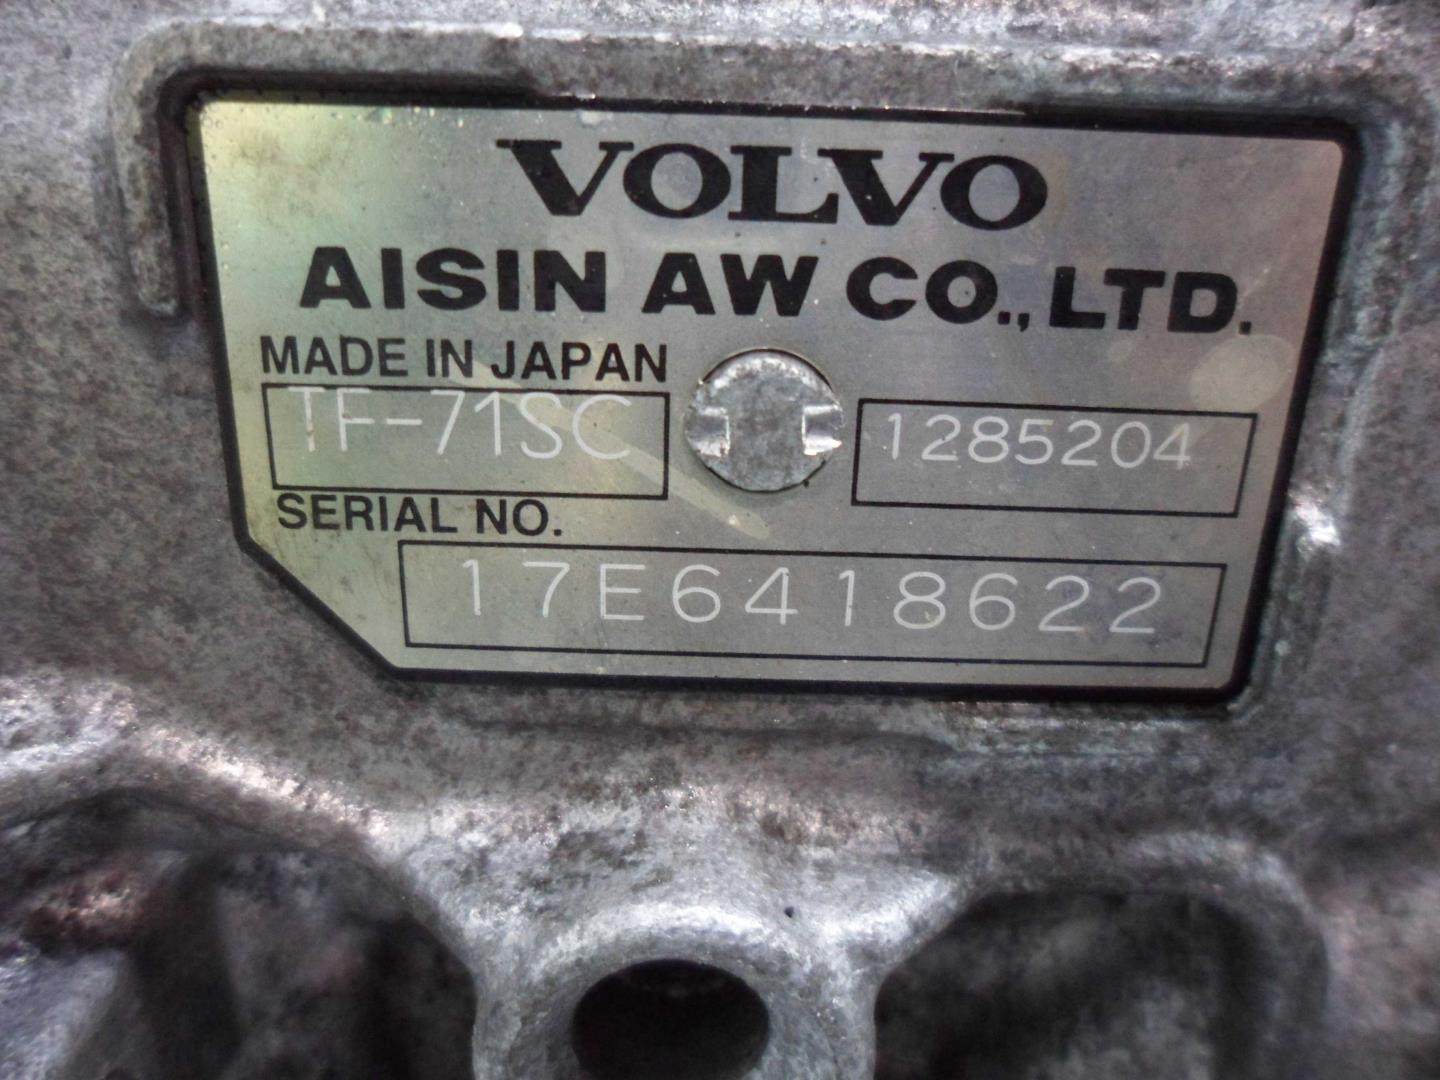 VOLVO
AISIN AW CO., LTD.
MADE IN JAPAN
TF-71SC
1285204
SERIAL NO.
17E6418622